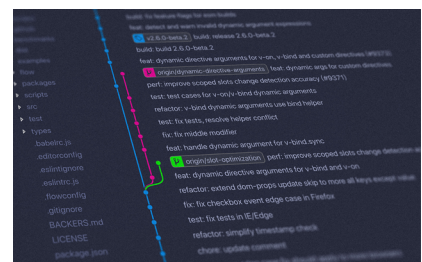 build: fix feature flags for esm builds
feat: detect and warn invalid dynamic argument expressions
v2.6.0-beta.2 build: release 2.6.0-beta.2
build: build 2.6.0-beta.2
feat: dynamic directive arguments for v-on, v-bind and custom directives (#9373)
origin/dynamic-directive-arguments feat: dynamic args for custom directives
perf: improve scoped slots change detection accuracy (#9371)
test: test cases for v-on/v-bind dynamic arguments
refactor: v-bind dynamic arguments use bind helper
test: fix tests, resolve helper conflict
fix: fix middle modifier
feat: handle dynamic argument for v-bind.sync
origin/slot-optimization perf: improve scoped slots change detection
feat: dynamic directive arguments for v-bind and v-on
refactor: extend dom-props update skip to more all keys except value
fix: fix checkbox event edge case in Firefox
test: fix tests in IE/Edge
refactor: simplify timestamp check
chore: update comment
dist
examples
flow
packages
scripts
src
test
types
.babelrc.js
.editorconfig
.eslintignore
.eslintrc.js
.flowconfig
.gitignore
BACKERS.md
LICENSE
package.json